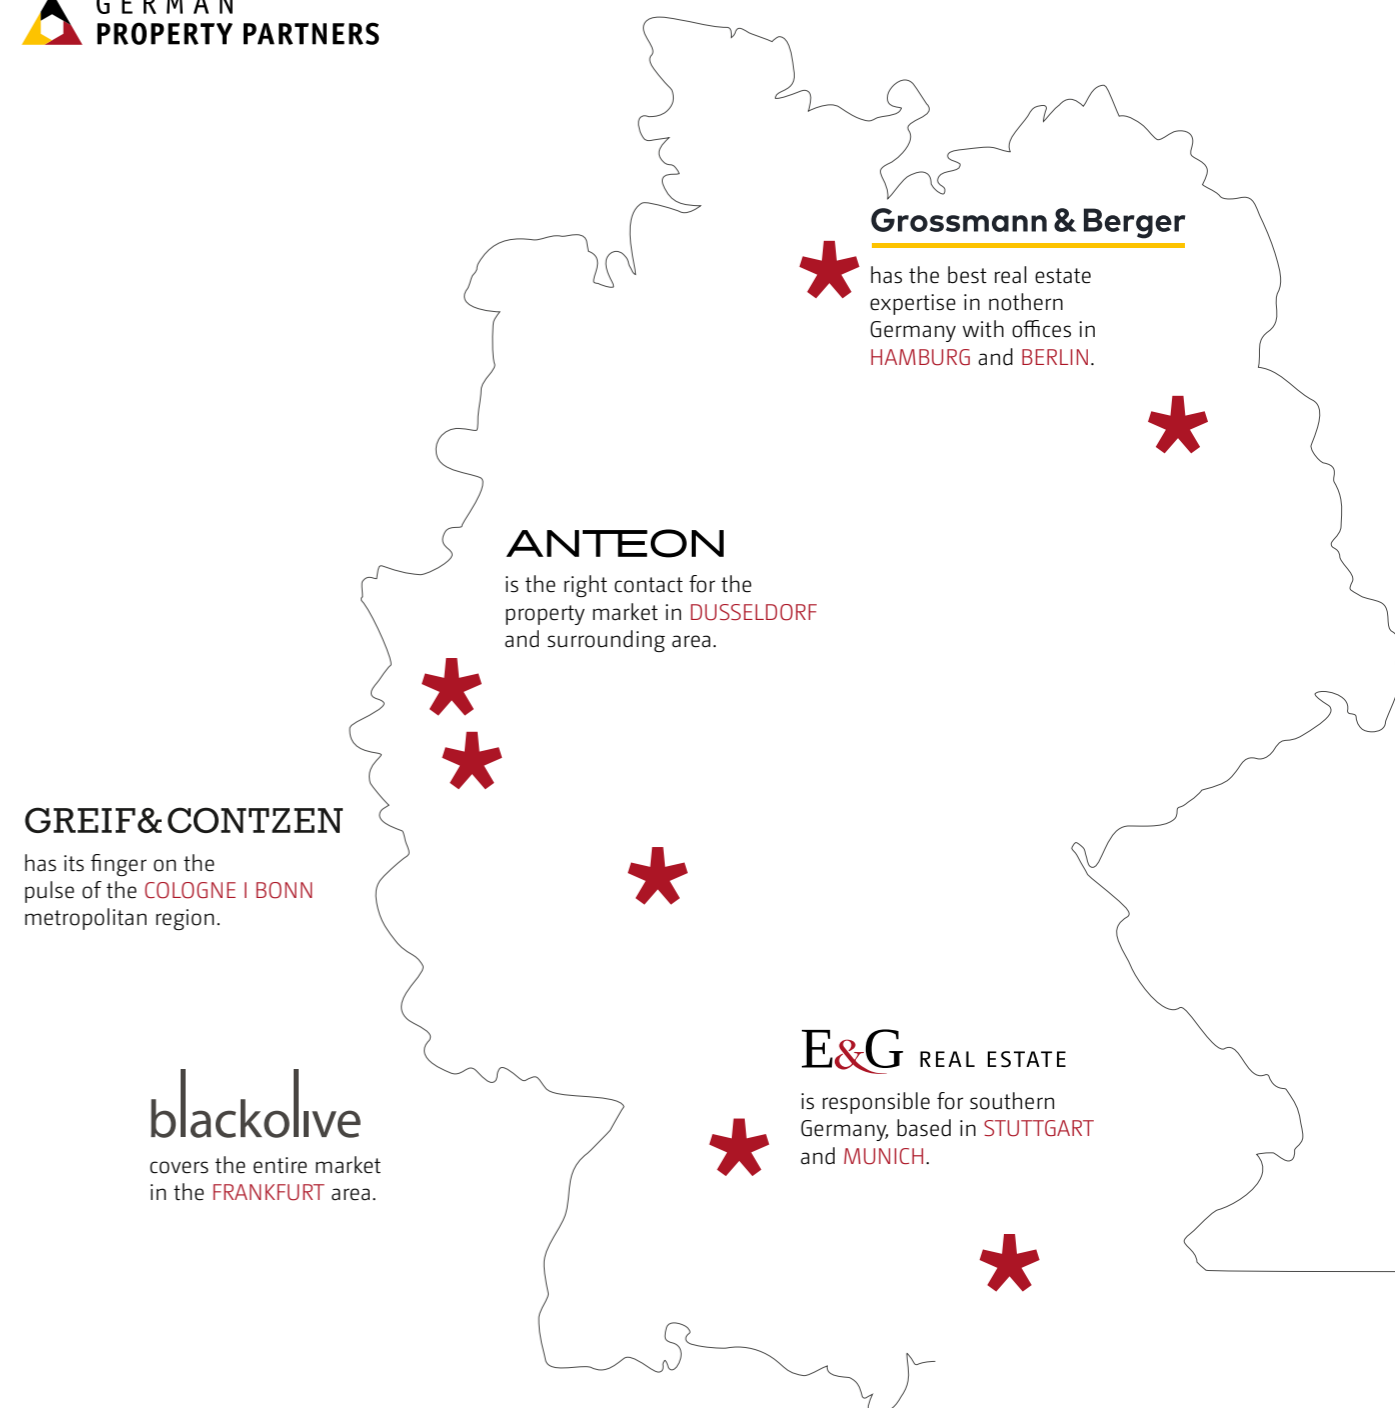 GERMAN
PROPERTY PARTNERS
Grossmann & Berger
has the best real estate
expertise in nothern
Germany with offices in
HAMBURG and BERLIN.
ANTEON
is the right contact for the
property market in DUSSELDORF
and surrounding area.
GREIF & CONTZEN
has its finger on the
pulse of the COLOGNE I BONN
metropolitan region.
E&G REAL ESTATE
is responsible for southern
Germany, based in STUTTGART
and MUNICH.
blackolive
covers the entire market
in the FRANKFURT area.